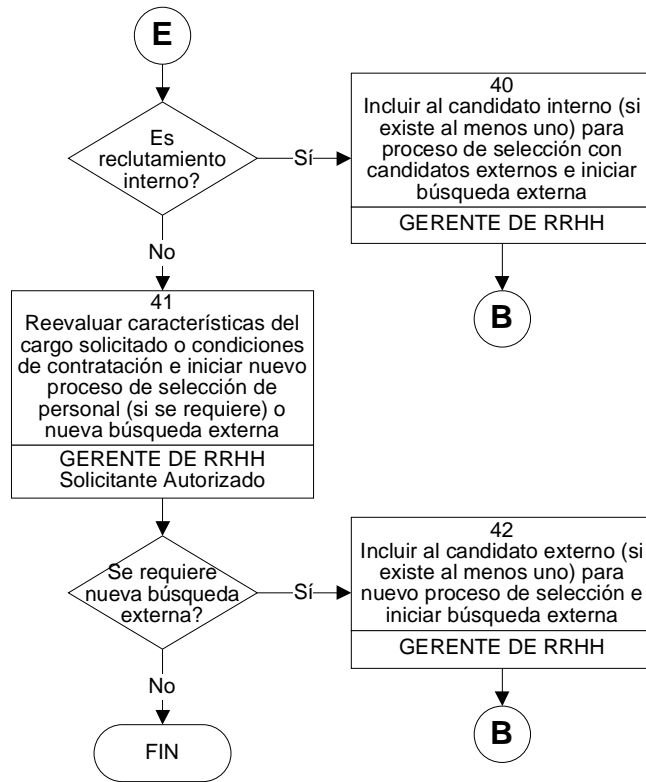 E
Es
reclutamiento
interno?
Sí
40
Incluir al candidato interno (si
existe al menos uno) para
proceso de selección con
candidatos externos e iniciar
búsqueda externa
GERENTE DE RRHH
B
No
41
Reevaluar características del
cargo solicitado o condiciones
de contratación e iniciar nuevo
proceso de selección de
personal (si se requiere) o
nueva búsqueda externa
GERENTE DE RRHH
Solicitante Autorizado
Se requiere
nueva búsqueda
externa?
Sí
42
Incluir al candidato externo (si
existe al menos uno) para
nuevo proceso de selección e
iniciar búsqueda externa
GERENTE DE RRHH
B
No
FIN